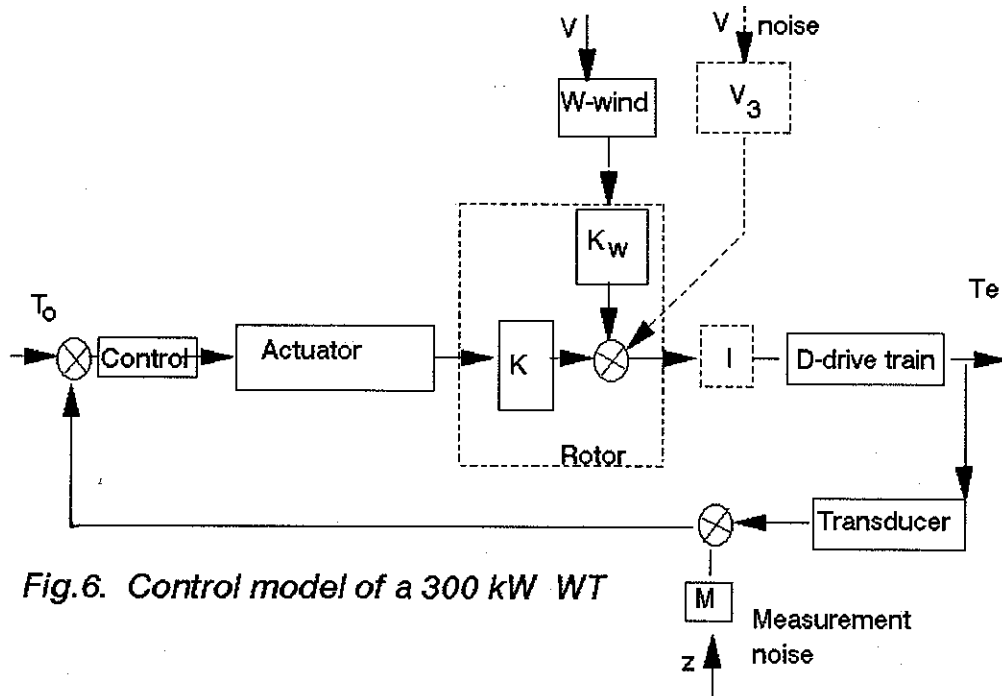 V
V noise
W-wind
V3
Kw
To
Te
Control
Actuator
K
I
D-drive train
Rotor
Transducer
Fig.6. Control model of a 300 kW WT
M
Measurement
noise
z